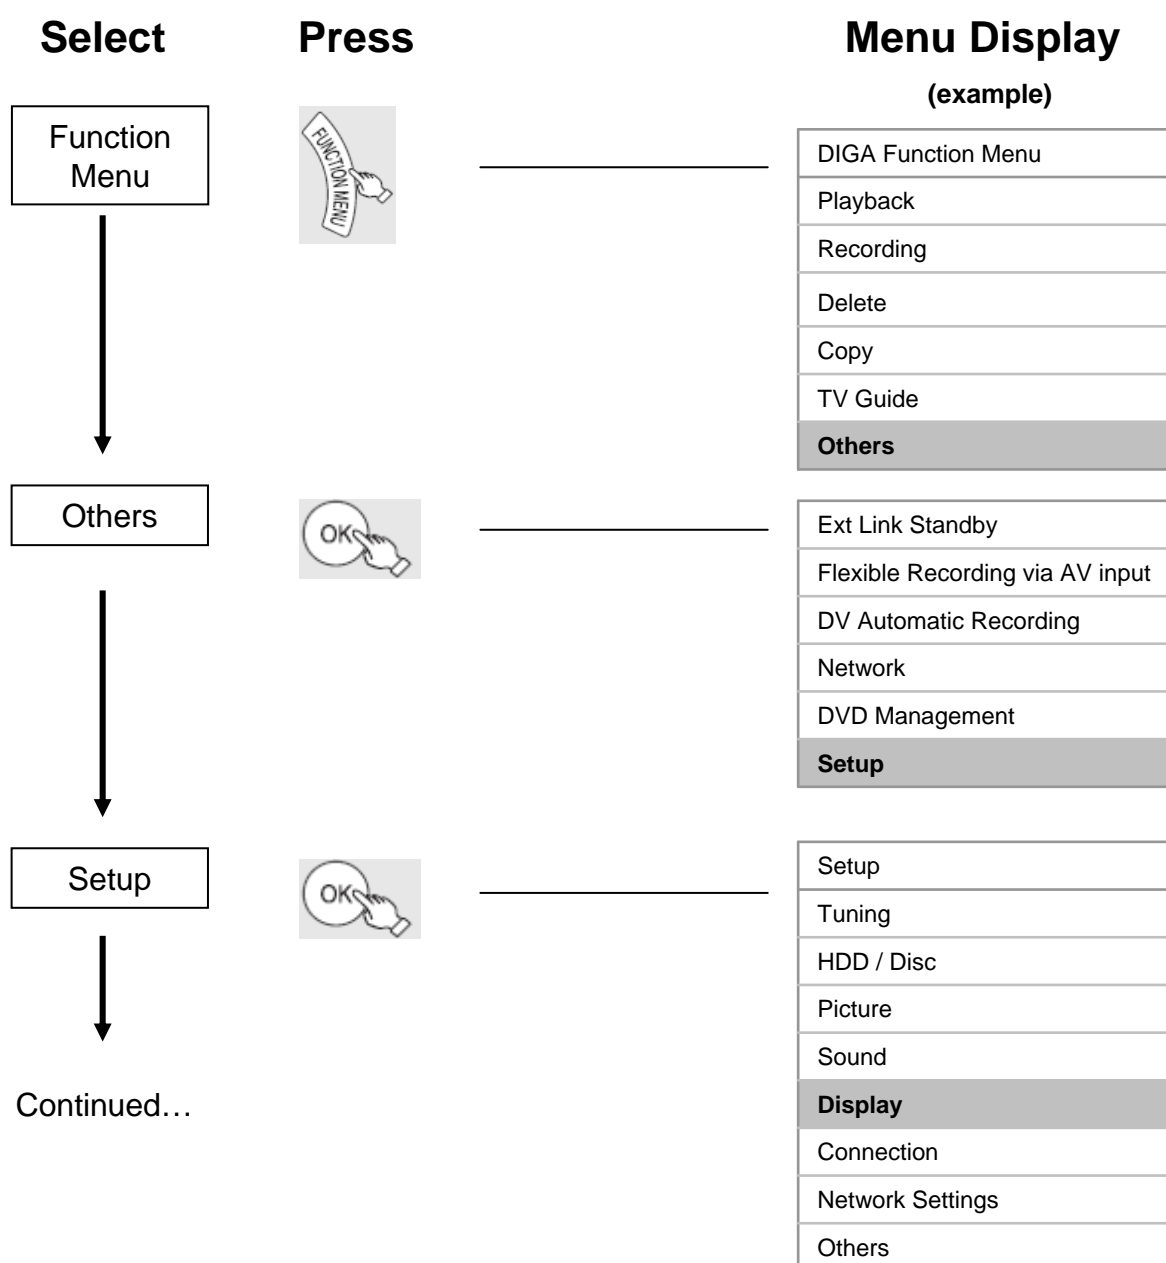 Select
Press
Menu Display
(example)
Function
Menu
FUNCTION MENU
DIGA Function Menu
Playback
Recording
Delete
Copy
TV Guide
Others
Others
OK
Ext Link Standby
Flexible Recording via AV input
DV Automatic Recording
Network
DVD Management
Setup
Setup
OK
Setup
Tuning
HDD / Disc
Picture
Sound
Display
Connection
Network Settings
Others
Continued…